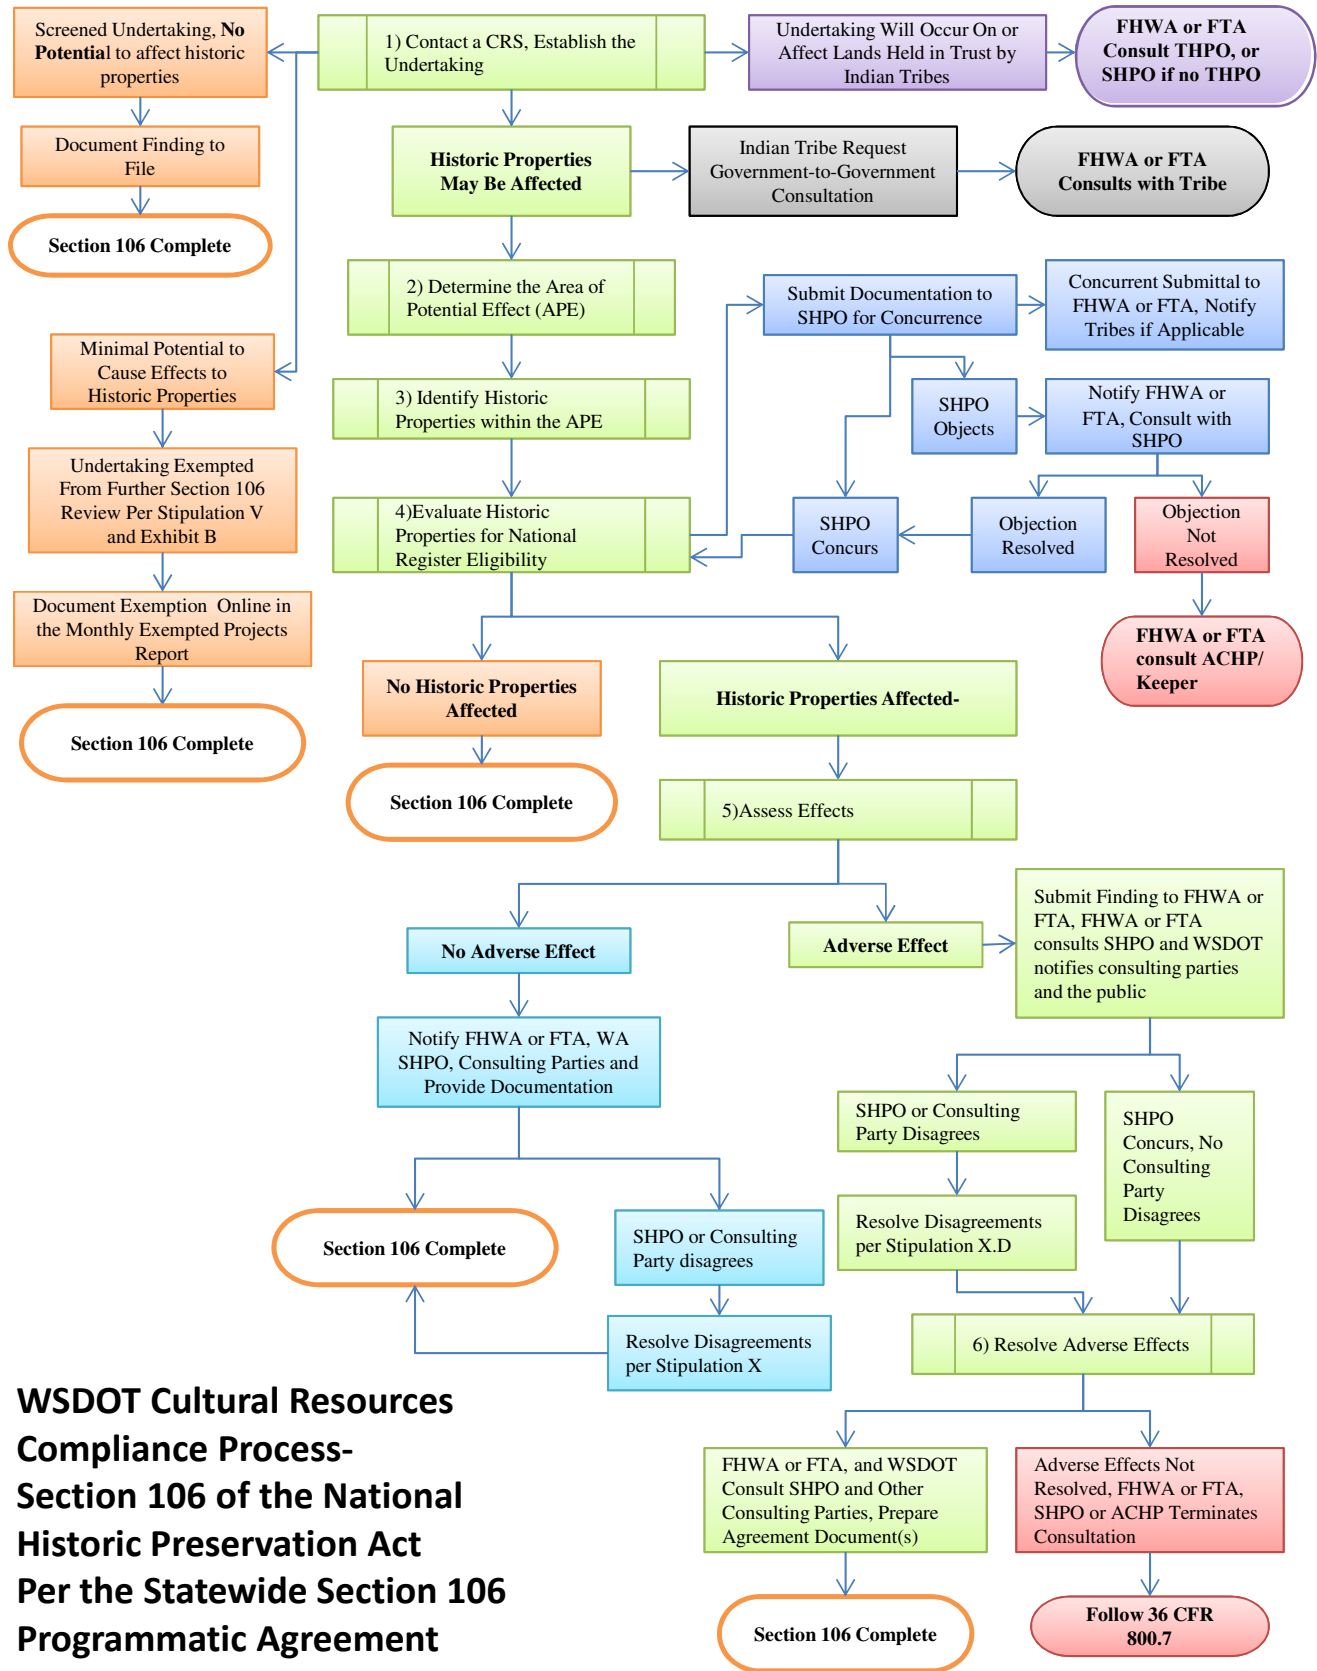 Screened Undertaking, No
Potential to affect historic
properties
1) Contact a CRS, Establish the
Undertaking
Undertaking Will Occur On or
Affect Lands Held in Trust by
Indian Tribes
FHWA or FTA
Consult THPO, or
SHPO if no THPO
Document Finding to
File
Historic Properties
May Be Affected
Indian Tribe Request
Government-to-Government
Consultation
FHWA or FTA
Consults with Tribe
Section 106 Complete
2) Determine the Area of
Potential Effect (APE)
Submit Documentation to
SHPO for Concurrence
Concurrent Submittal to
FHWA or FTA, Notify
Tribes if Applicable
Minimal Potential to
Cause Effects to
Historic Properties
3) Identify Historic
Properties within the APE
SHPO
Objects
Notify FHWA or
FTA, Consult with
SHPO
Undertaking Exempted
From Further Section 106
Review Per Stipulation V
and Exhibit B
4)Evaluate Historic
Properties for National
Register Eligibility
SHPO
Concurs
Objection
Resolved
Objection
Not
Resolved
Document Exemption  Online in
the Monthly Exempted Projects
Report
FHWA or FTA
consult ACHP/
Keeper
No Historic Properties
Affected
Historic Properties Affected-
Section 106 Complete
Section 106 Complete
5)Assess Effects
No Adverse Effect
Adverse Effect
Submit Finding to FHWA or
FTA, FHWA or FTA
consults SHPO and WSDOT
notifies consulting parties
and the public
Notify FHWA or FTA, WA
SHPO, Consulting Parties and
Provide Documentation
SHPO or Consulting
Party Disagrees
SHPO
Concurs, No
Consulting
Party
Disagrees
Section 106 Complete
SHPO or Consulting
Party disagrees
Resolve Disagreements
per Stipulation X.D
Resolve Disagreements
per Stipulation X
6) Resolve Adverse Effects
WSDOT Cultural Resources
Compliance Process-
Section 106 of the National
Historic Preservation Act
Per the Statewide Section 106
Programmatic Agreement
FHWA or FTA, and WSDOT
Consult SHPO and Other
Consulting Parties, Prepare
Agreement Document(s)
Adverse Effects Not
Resolved, FHWA or FTA,
SHPO or ACHP Terminates
Consultation
Section 106 Complete
Follow 36 CFR
800.7